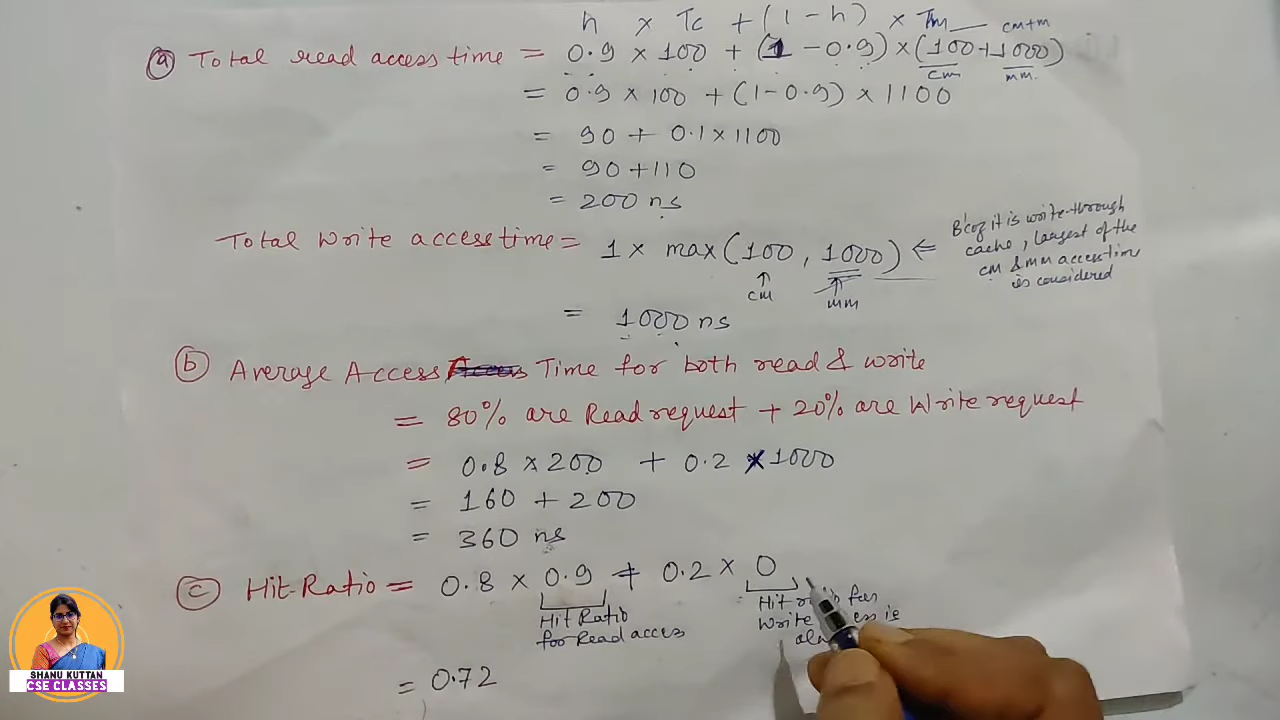 h × Tc + (1 - h) × Tm cm+m
(a) Total read access time = 0.9 × 100 + (1 - 0.9) × (100 + 1000)
cm mm.
= 0.9 × 100 + (1 - 0.9) × 1100
= 90 + 0.1 × 1100
= 90 + 110
= 200 ns
Total write access time = 1 × max (100, 1000) ⇐ B'coz it is write-through
cache, largest of the
cm & mm access time
is considered
↑ ↑
cm mm
= 1000 ns
(b) Average Access Time for both read & write
= 80% are Read request + 20% are Write request
= 0.8 × 200 + 0.2 × 1000
= 160 + 200
= 360 ns
(c) Hit-Ratio = 0.8 × 0.9 + 0.2 × 0
Hit Ratio
foo Read acces
Hit
Write is
= 0.72
SHANU KUTTAN
CSE CLASSES